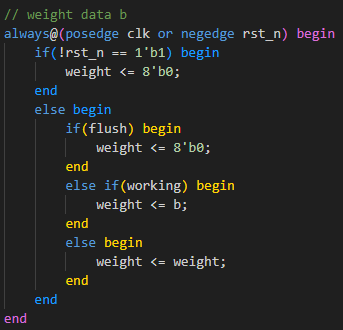 // weight data b
always@(posedge clk or negedge rst_n) begin
    if(!rst_n == 1'b1) begin
        weight <= 8'b0;
    end
    else begin
        if(flush) begin
            weight <= 8'b0;
        end
        else if(working) begin
            weight <= b;
        end
        else begin
            weight <= weight;
        end
    end
end